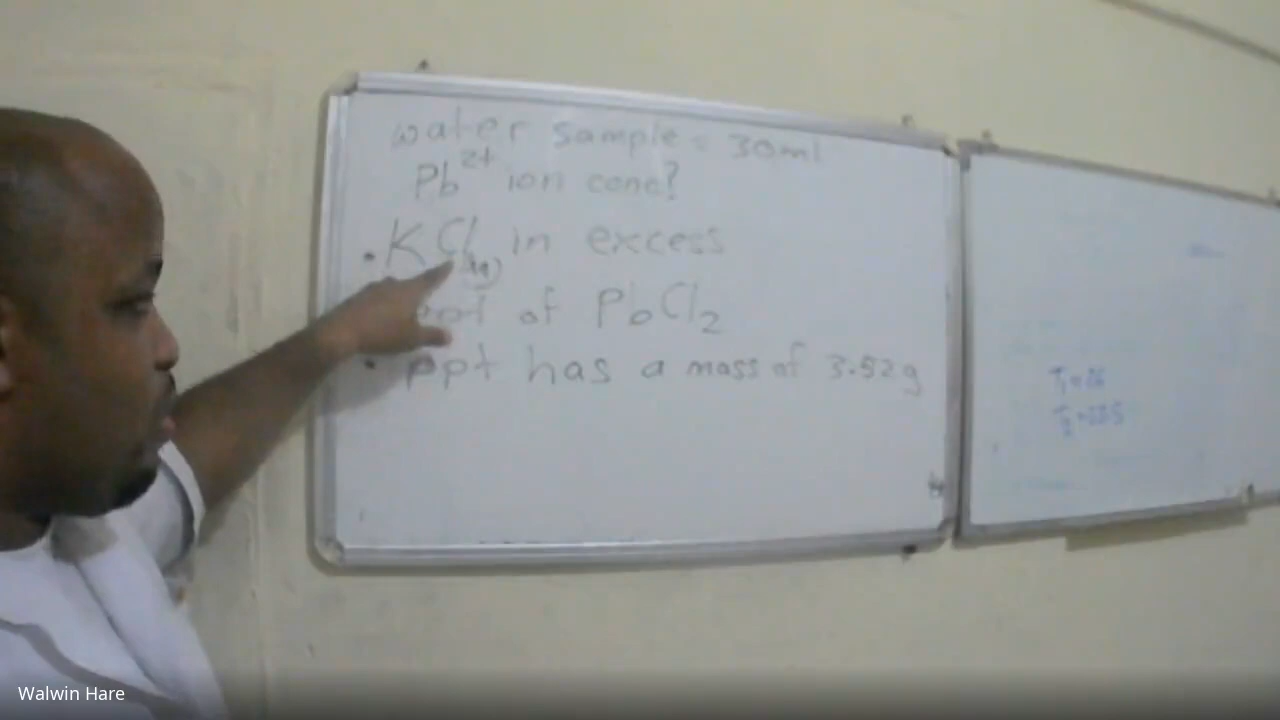 water sample = 30ml
Pb2+ ion conc?
• KCl(aq) in excess
ppt of PbCl2
• ppt has a mass of 3.52g
Walwin Hare